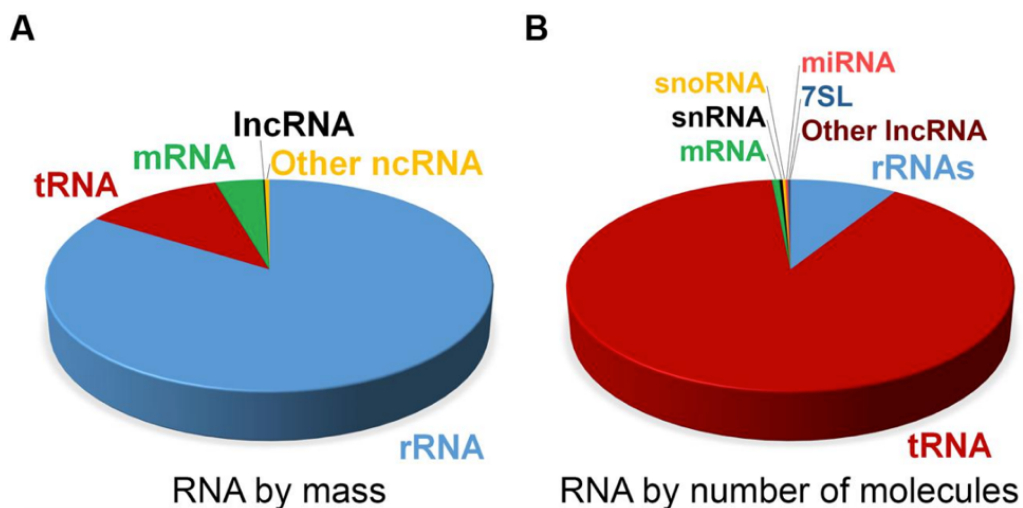 A
lncRNA
mRNA
Other ncRNA
tRNA
rRNA
RNA by mass
B
miRNA
snoRNA
7SL
snRNA
Other lncRNA
mRNA
rRNAs
tRNA
RNA by number of molecules